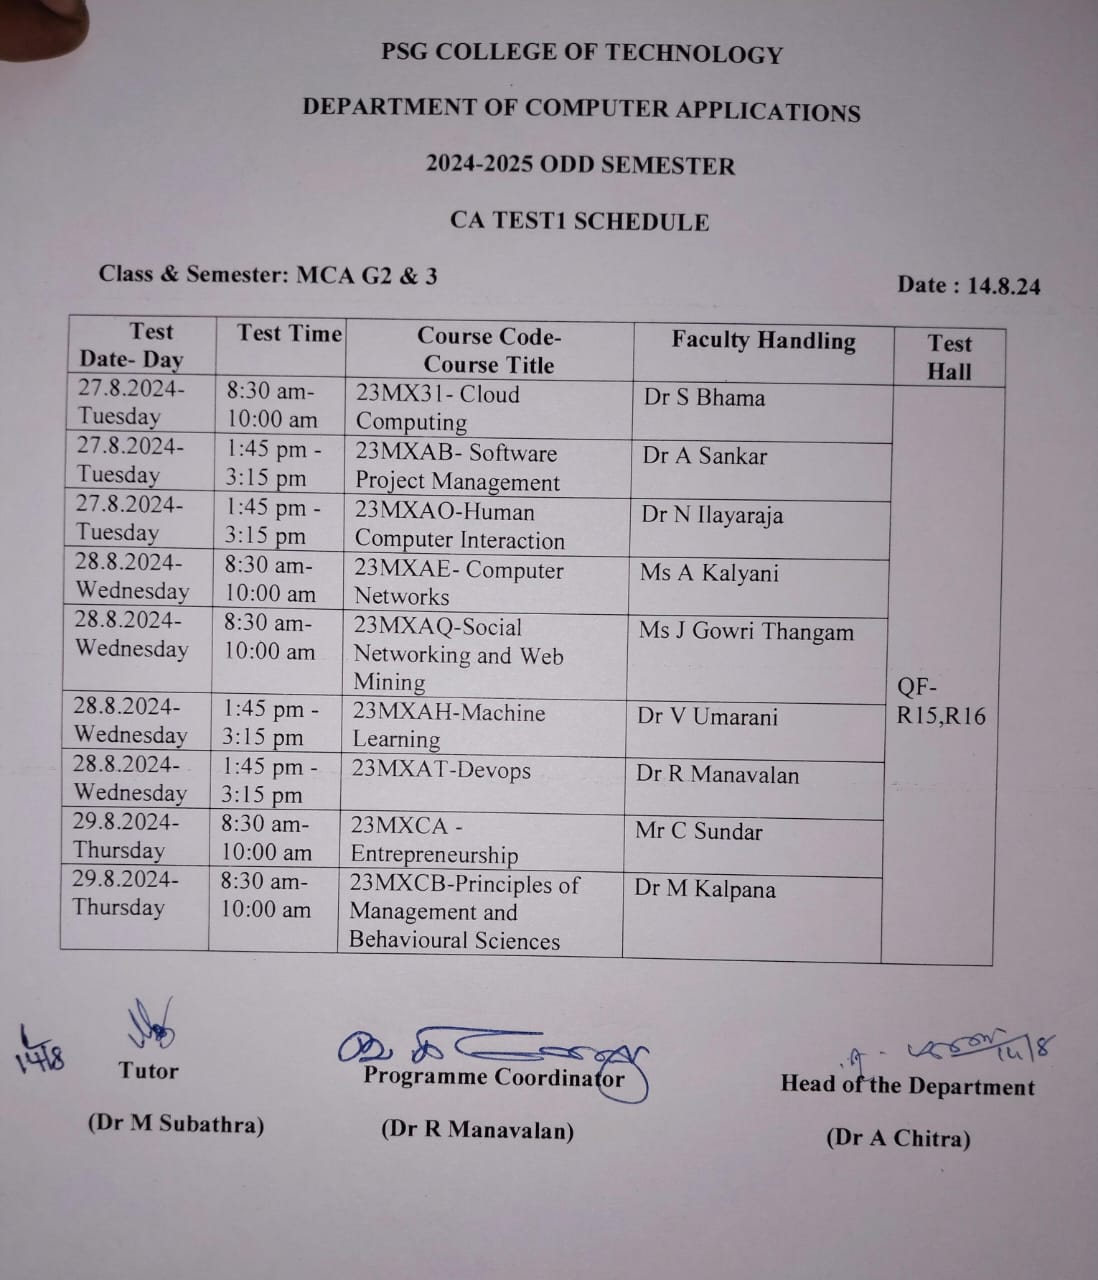 PSG COLLEGE OF TECHNOLOGY
DEPARTMENT OF COMPUTER APPLICATIONS
2024-2025 ODD SEMESTER
CA TEST1 SCHEDULE
Class & Semester: MCA G2 & 3
Date : 14.8.24
Test Date- Day Test Time Course Code- Course Title Faculty Handling Test Hall
27.8.2024- Tuesday 8:30 am- 10:00 am 23MX31- Cloud Computing Dr S Bhama
27.8.2024- Tuesday 1:45 pm - 3:15 pm 23MXAB- Software Project Management Dr A Sankar
27.8.2024- Tuesday 1:45 pm - 3:15 pm 23MXAO-Human Computer Interaction Dr N Ilayaraja
28.8.2024- Wednesday 8:30 am- 10:00 am 23MXAE- Computer Networks Ms A Kalyani
28.8.2024- Wednesday 8:30 am- 10:00 am 23MXAQ-Social Networking and Web Mining Ms J Gowri Thangam
QF- R15,R16
28.8.2024- Wednesday 1:45 pm - 3:15 pm 23MXAH-Machine Learning Dr V Umarani
28.8.2024- Wednesday 1:45 pm - 3:15 pm 23MXAT-Devops Dr R Manavalan
29.8.2024- Thursday 8:30 am- 10:00 am 23MXCA - Entrepreneurship Mr C Sundar
29.8.2024- Thursday 8:30 am- 10:00 am 23MXCB-Principles of Management and Behavioural Sciences Dr M Kalpana
14/8
14/8
Tutor Programme Coordinator Head of the Department
(Dr M Subathra) (Dr R Manavalan) (Dr A Chitra)